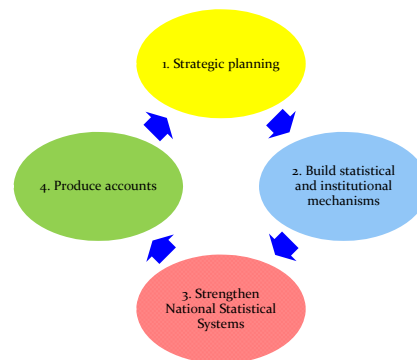 1. Strategic planning
2. Build statistical
and institutional
mechanisms
3. Strengthen
National Statistical
Systems
4. Produce accounts